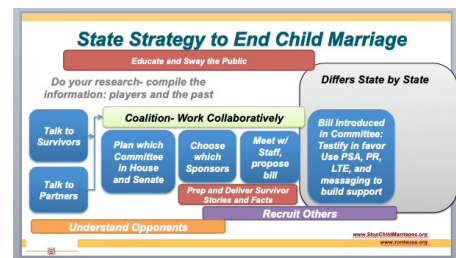 State Strategy to End Child Marriage
Educate and Sway the Public
Do your research- compile the
information: players and the past
Differs State by State
Coalition- Work Collaboratively
Talk to
Survivors
Talk to
Partners
Plan which
Committee
in House
and Senate
Choose
which
Sponsors
Meet w/
Staff,
propose
bill
Bill Introduced
in Committee:
Testify in favor
Use PSA, PR,
LTE, and
messaging to
build support
Prep and Deliver Survivor
Stories and Facts
Recruit Others
Understand Opponents
www.StopChildMarriages.org
www.zontausa.org